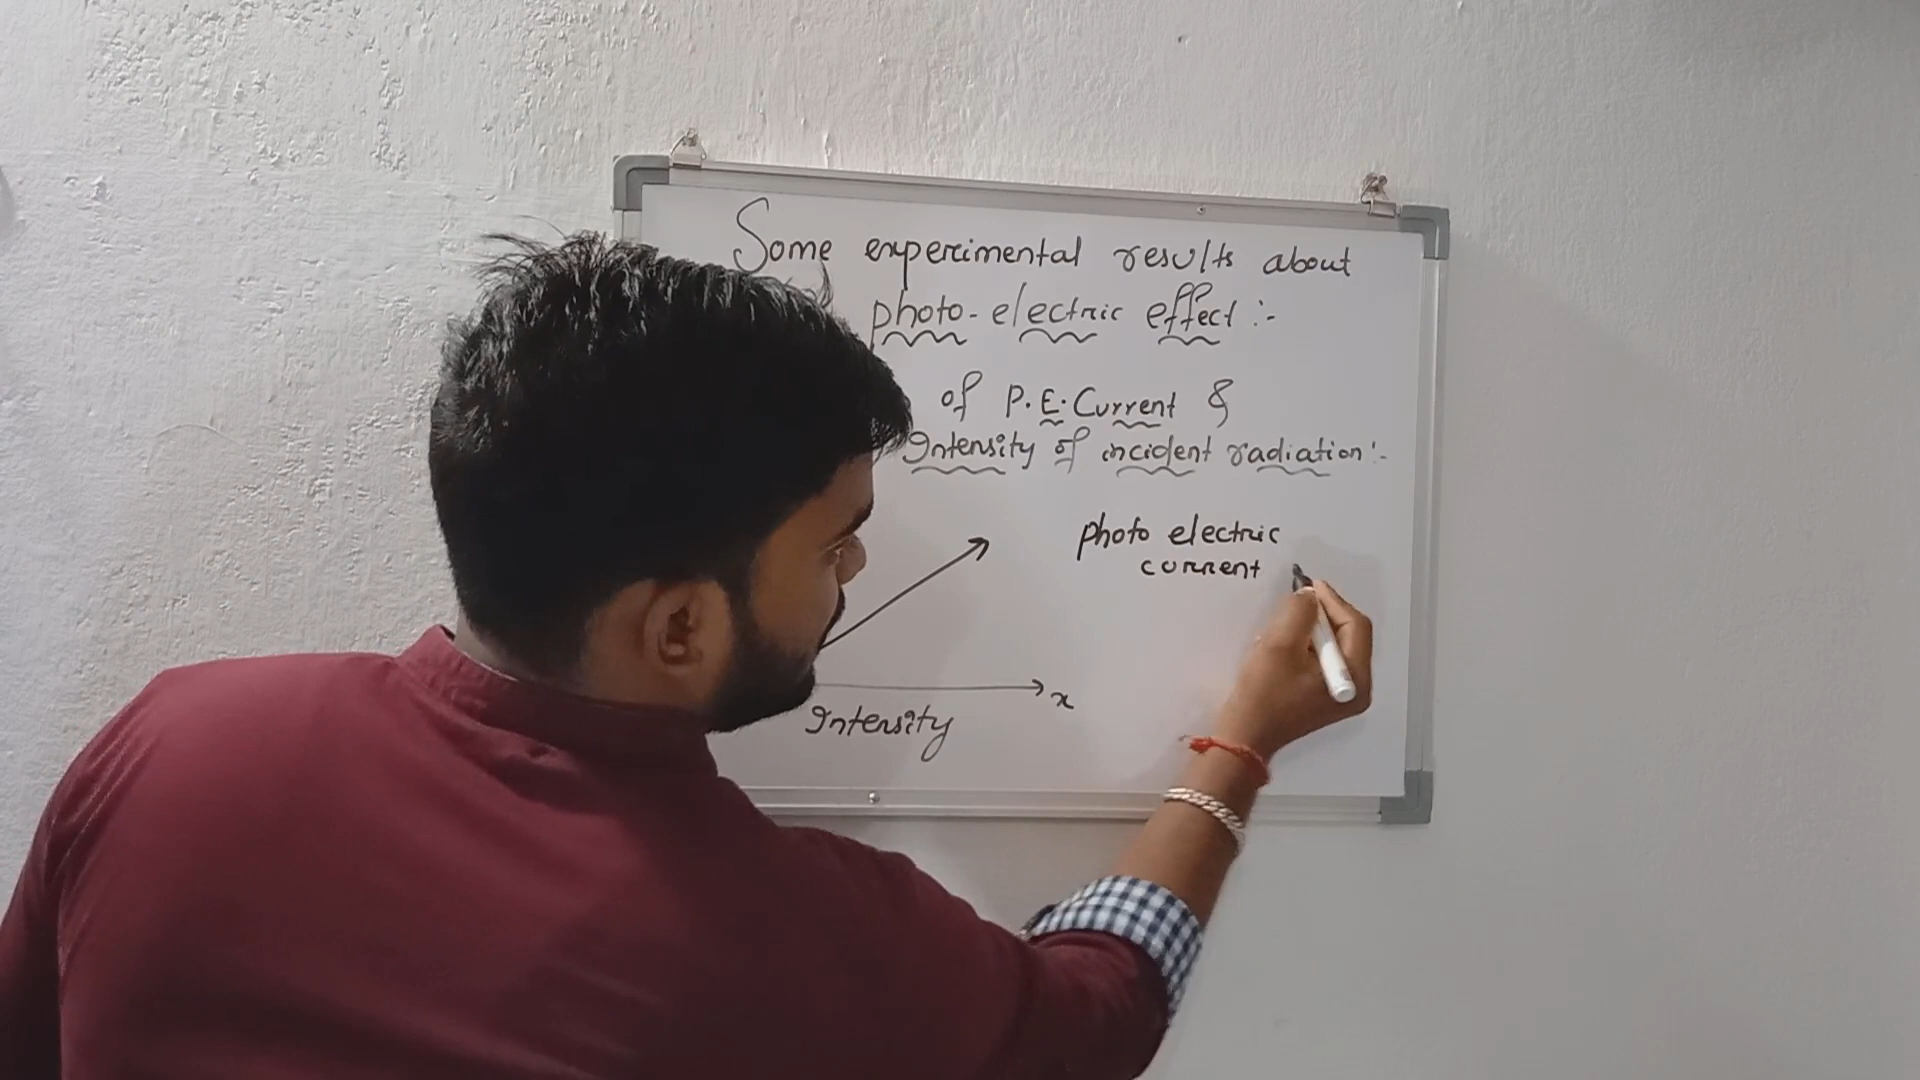 Some experimental results about
photo-electric effect :-
of P.E. Current &
Intensity of incident radiation:-
photo electric
current
x
Intensity